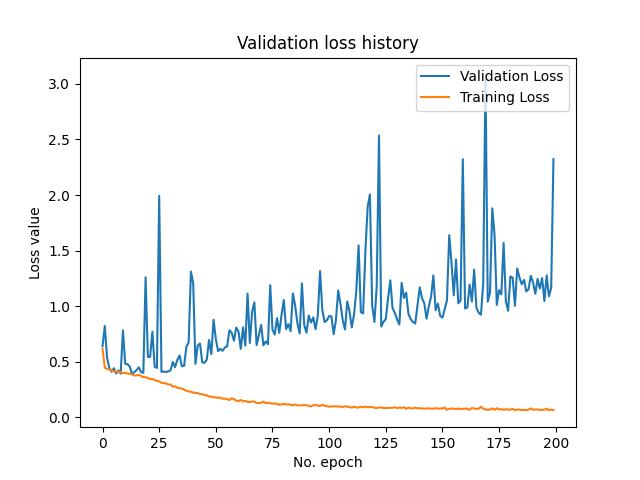 Validation loss history
Validation Loss
Training Loss
3.0
2.5
2.0
1.5
1.0
0.5
0.0
Loss value
0 25 50 75 100 125 150 175 200
No. epoch